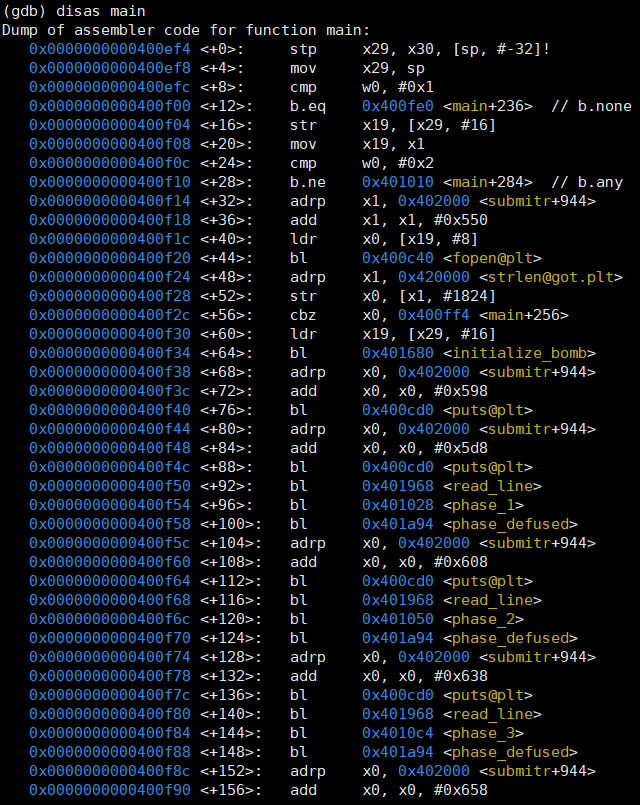 (gdb) disas main
Dump of assembler code for function main:
   0x0000000000400ef4 <+0>:     stp     x29, x30, [sp, #-32]!
   0x0000000000400ef8 <+4>:     mov     x29, sp
   0x0000000000400efc <+8>:     cmp     w0, #0x1
   0x0000000000400f00 <+12>:    b.eq    0x400fe0 <main+236>  // b.none
   0x0000000000400f04 <+16>:    str     x19, [x29, #16]
   0x0000000000400f08 <+20>:    mov     x19, x1
   0x0000000000400f0c <+24>:    cmp     w0, #0x2
   0x0000000000400f10 <+28>:    b.ne    0x401010 <main+284>  // b.any
   0x0000000000400f14 <+32>:    adrp    x1, 0x402000 <submitr+944>
   0x0000000000400f18 <+36>:    add     x1, x1, #0x550
   0x0000000000400f1c <+40>:    ldr     x0, [x19, #8]
   0x0000000000400f20 <+44>:    bl      0x400c40 <fopen@plt>
   0x0000000000400f24 <+48>:    adrp    x1, 0x420000 <strlen@got.plt>
   0x0000000000400f28 <+52>:    str     x0, [x1, #1824]
   0x0000000000400f2c <+56>:    cbz     x0, 0x400ff4 <main+256>
   0x0000000000400f30 <+60>:    ldr     x19, [x29, #16]
   0x0000000000400f34 <+64>:    bl      0x401680 <initialize_bomb>
   0x0000000000400f38 <+68>:    adrp    x0, 0x402000 <submitr+944>
   0x0000000000400f3c <+72>:    add     x0, x0, #0x598
   0x0000000000400f40 <+76>:    bl      0x400cd0 <puts@plt>
   0x0000000000400f44 <+80>:    adrp    x0, 0x402000 <submitr+944>
   0x0000000000400f48 <+84>:    add     x0, x0, #0x5d8
   0x0000000000400f4c <+88>:    bl      0x400cd0 <puts@plt>
   0x0000000000400f50 <+92>:    bl      0x401968 <read_line>
   0x0000000000400f54 <+96>:    bl      0x401028 <phase_1>
   0x0000000000400f58 <+100>:   bl      0x401a94 <phase_defused>
   0x0000000000400f5c <+104>:   adrp    x0, 0x402000 <submitr+944>
   0x0000000000400f60 <+108>:   add     x0, x0, #0x608
   0x0000000000400f64 <+112>:   bl      0x400cd0 <puts@plt>
   0x0000000000400f68 <+116>:   bl      0x401968 <read_line>
   0x0000000000400f6c <+120>:   bl      0x401050 <phase_2>
   0x0000000000400f70 <+124>:   bl      0x401a94 <phase_defused>
   0x0000000000400f74 <+128>:   adrp    x0, 0x402000 <submitr+944>
   0x0000000000400f78 <+132>:   add     x0, x0, #0x638
   0x0000000000400f7c <+136>:   bl      0x400cd0 <puts@plt>
   0x0000000000400f80 <+140>:   bl      0x401968 <read_line>
   0x0000000000400f84 <+144>:   bl      0x4010c4 <phase_3>
   0x0000000000400f88 <+148>:   bl      0x401a94 <phase_defused>
   0x0000000000400f8c <+152>:   adrp    x0, 0x402000 <submitr+944>
   0x0000000000400f90 <+156>:   add     x0, x0, #0x658